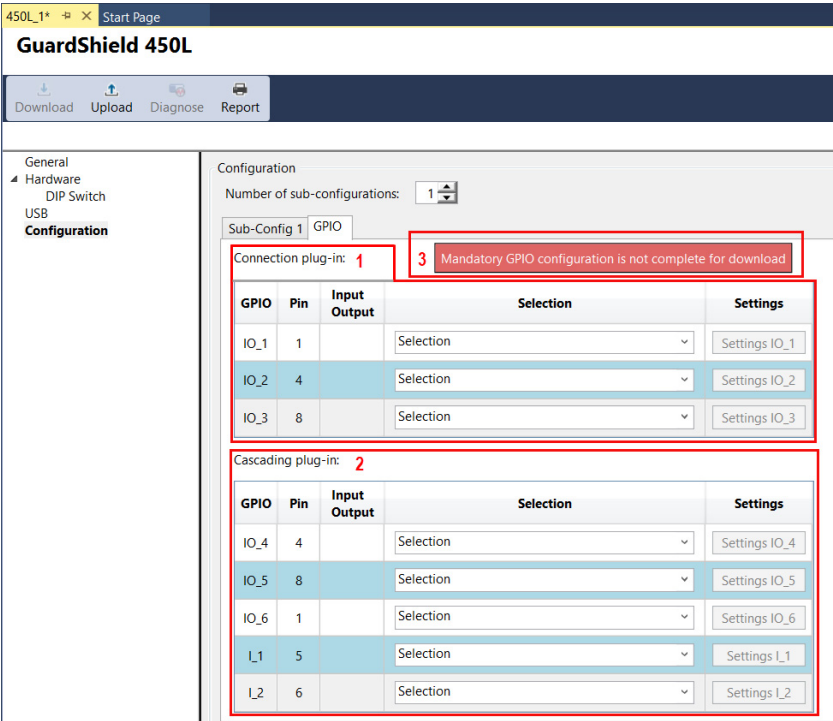 450L_1* Start Page
GuardShield 450L
Download Upload Diagnose Report
General
Hardware
DIP Switch
USB
Configuration
Configuration
Number of sub-configurations: 1
Sub-Config 1 GPIO
Connection plug-in: 1
3 Mandatory GPIO configuration is not complete for download
GPIO Pin Input Output Selection Settings
IO_1 1 Selection Settings IO_1
IO_2 4 Selection Settings IO_2
IO_3 8 Selection Settings IO_3
Cascading plug-in: 2
GPIO Pin Input Output Selection Settings
IO_4 4 Selection Settings IO_4
IO_5 8 Selection Settings IO_5
IO_6 1 Selection Settings IO_6
I_1 5 Selection Settings I_1
I_2 6 Selection Settings I_2